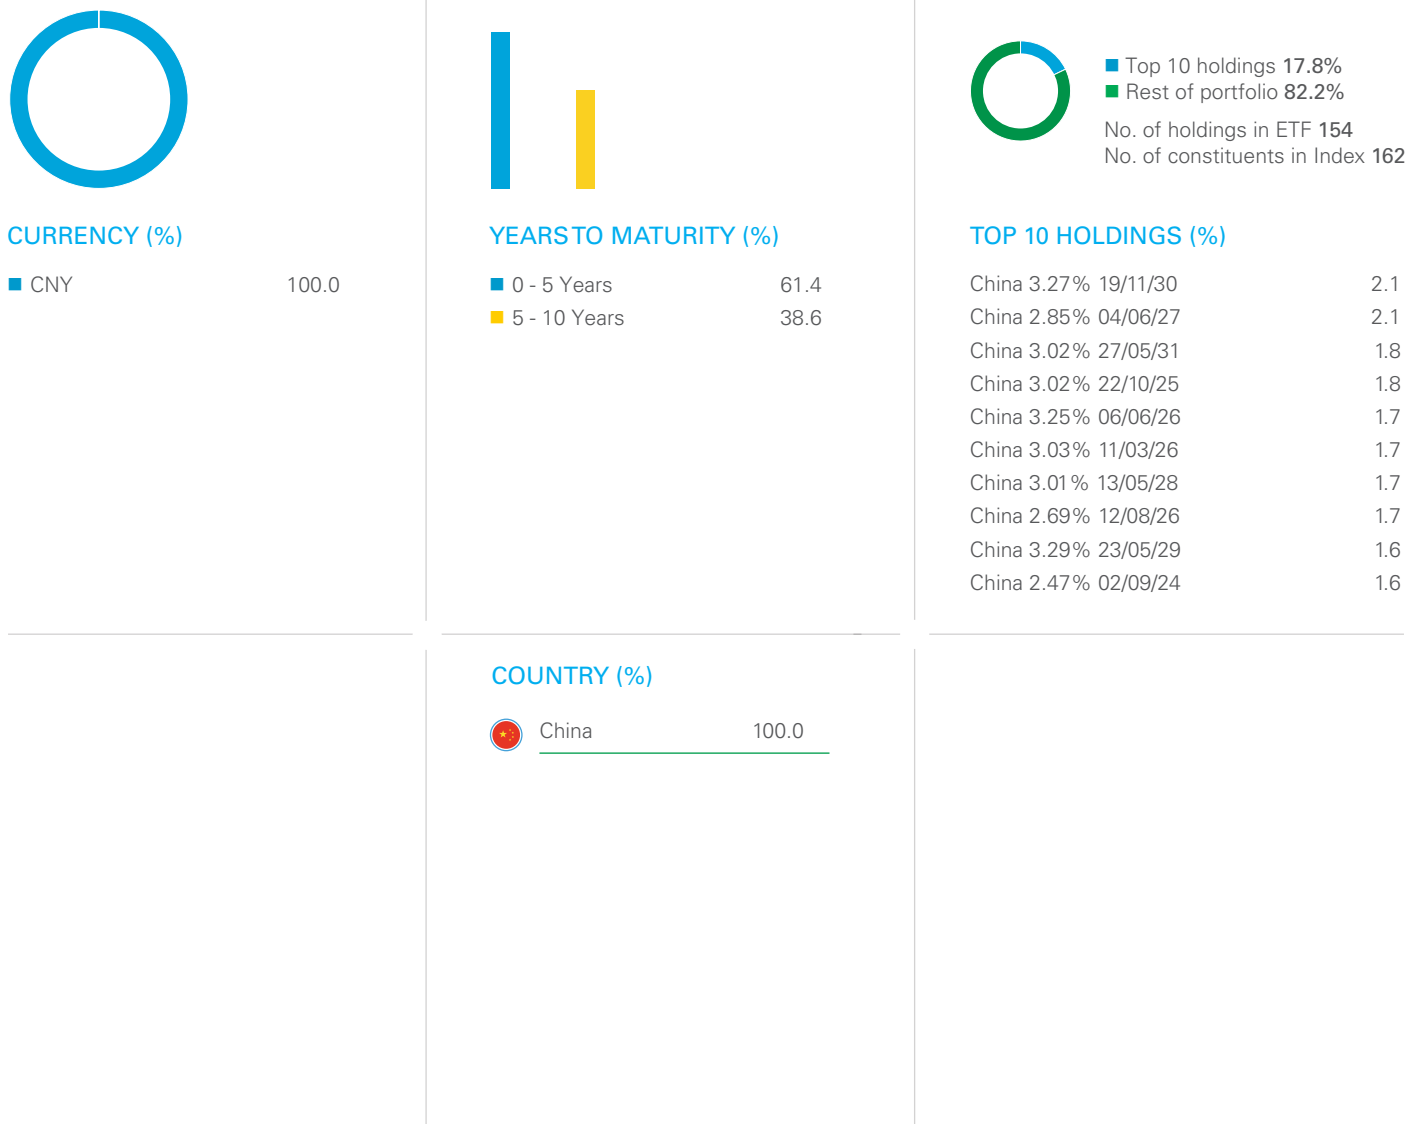 CURRENCY (%)
CNY 100.0
YEARS TO MATURITY (%)
0 - 5 Years 61.4
5 - 10 Years 38.6
Top 10 holdings 17.8%
Rest of portfolio 82.2%
No. of holdings in ETF 154
No. of constituents in Index 162
TOP 10 HOLDINGS (%)
China 3.27% 19/11/30 2.1
China 2.85% 04/06/27 2.1
China 3.02% 27/05/31 1.8
China 3.02% 22/10/25 1.8
China 3.25% 06/06/26 1.7
China 3.03% 11/03/26 1.7
China 3.01% 13/05/28 1.7
China 2.69% 12/08/26 1.7
China 3.29% 23/05/29 1.6
China 2.47% 02/09/24 1.6
COUNTRY (%)
China 100.0